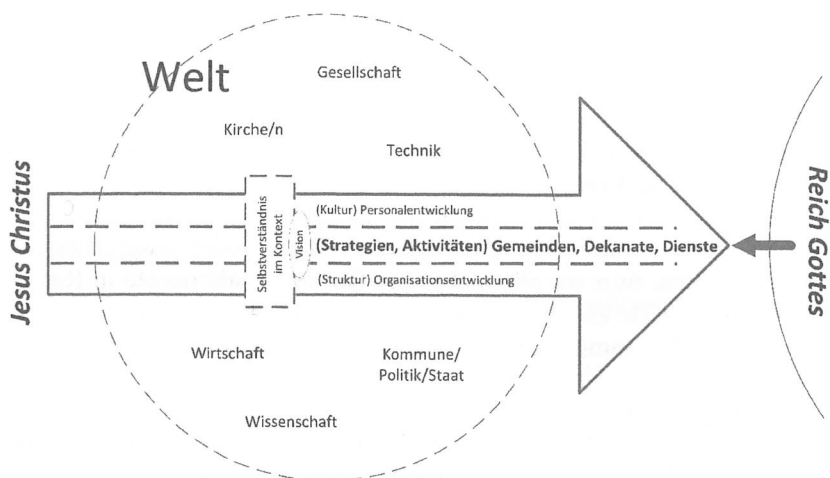 Welt
Gesellschaft
Kirche/n
Technik
Jesus Christus
Selbstverständnis
im Kontext
Vision
(Kultur) Personalentwicklung
(Strategien, Aktivitäten) Gemeinden, Dekanate, Dienste
(Struktur) Organisationsentwicklung
Reich Gottes
Wirtschaft
Kommune/
Politik/Staat
Wissenschaft